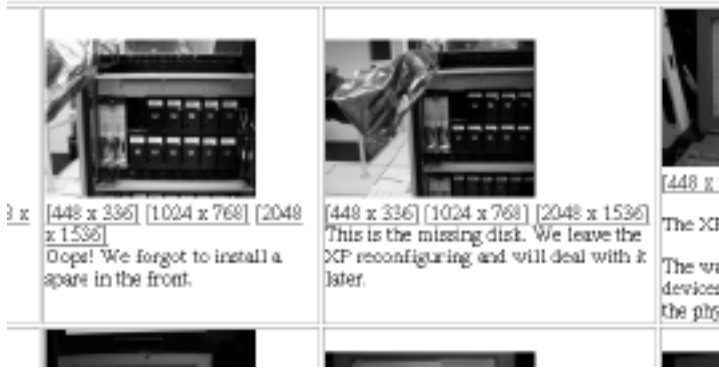 3 x
[448 x 336] [1024 x 768] [2048
x 1536]
Oops! We forgot to install a
spare in the front.
[448 x 336] [1024 x 768] [2048 x 1536]
This is the missing disk. We leave the
XP reconfiguring and will deal with it
later.
[448 x
The XP
The wa
devices
the phy